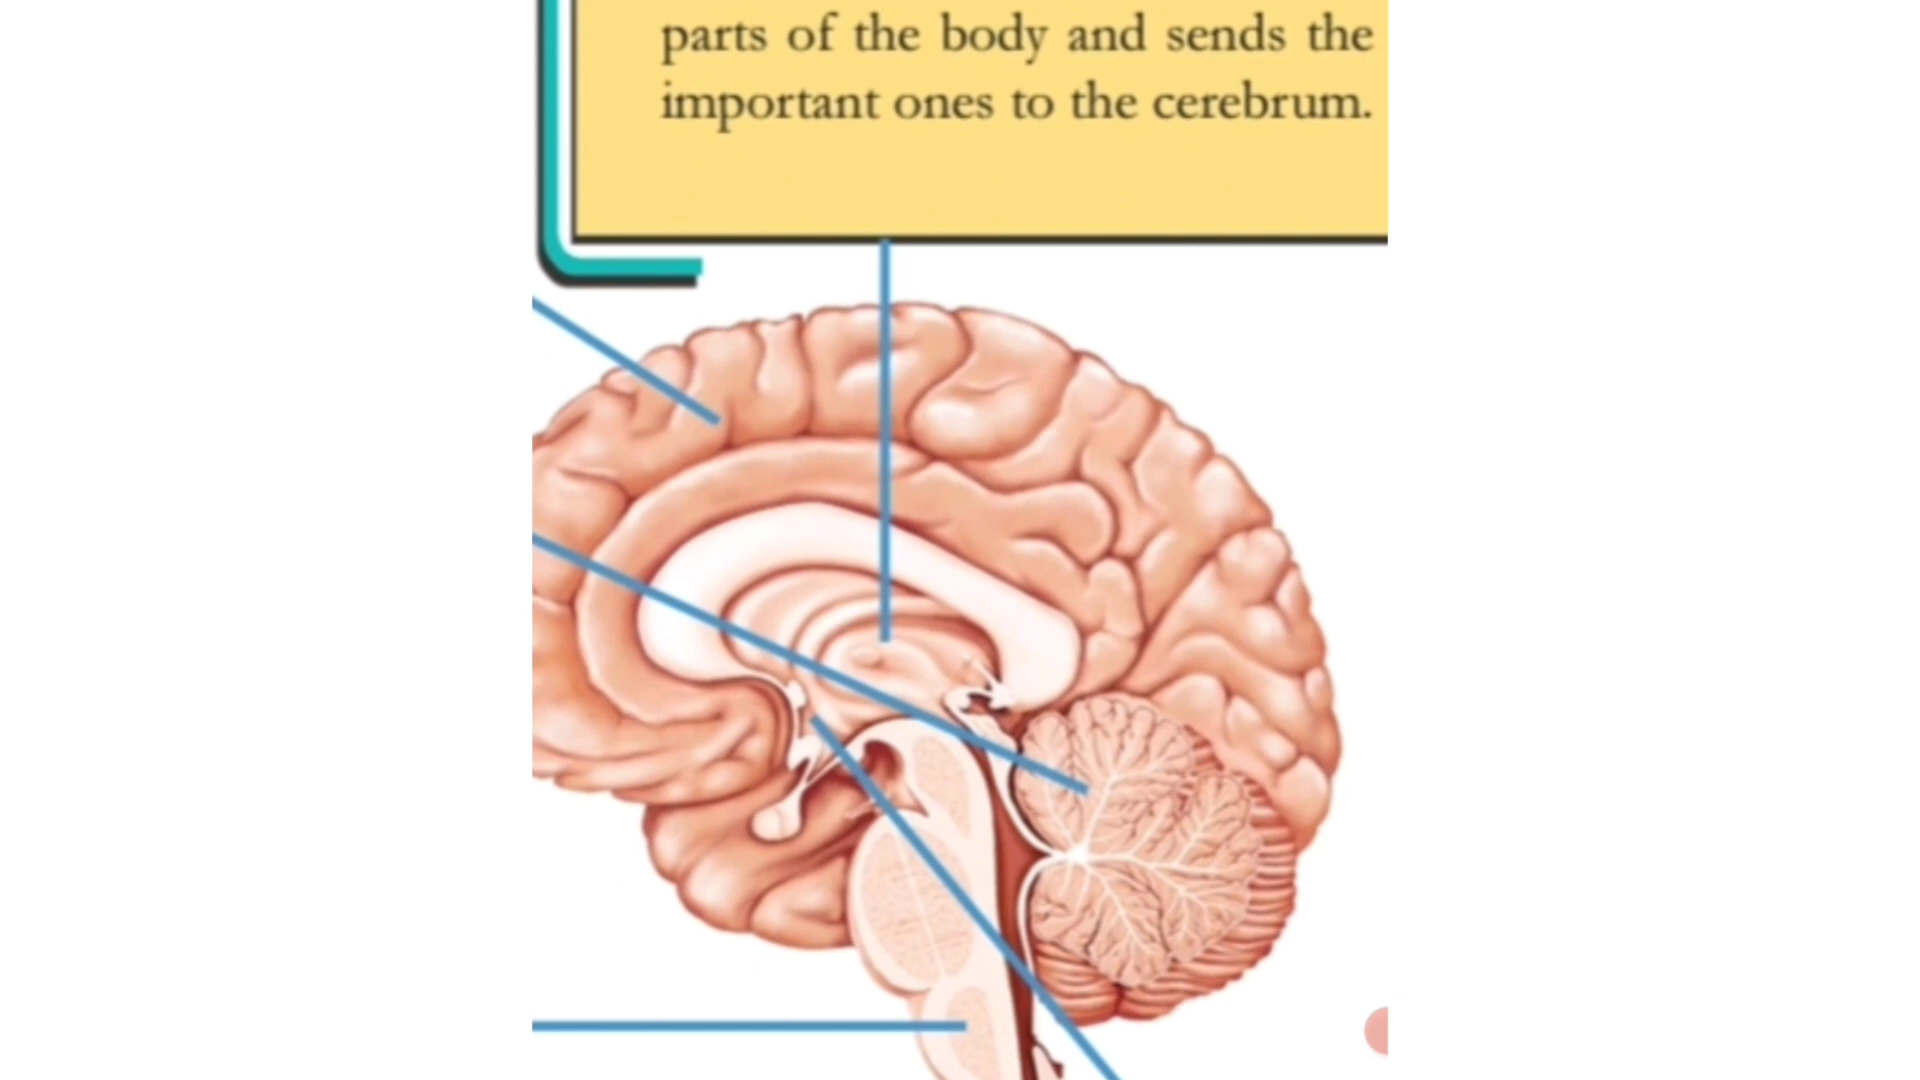 parts of the body and sends the
important ones to the cerebrum.